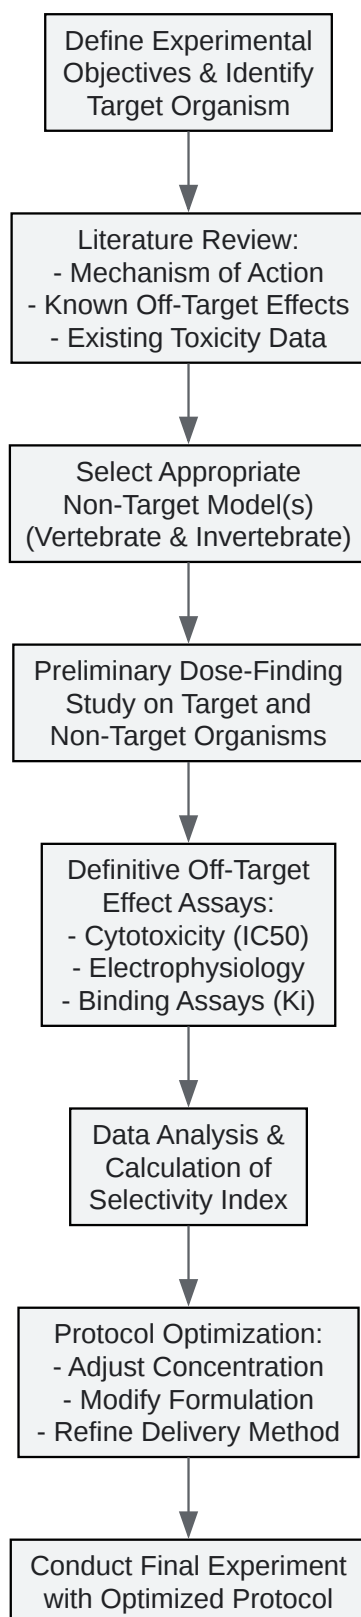 Define Experimental
Objectives & Identify
Target Organism
Literature Review:
- Mechanism of Action
- Known Off-Target Effects
- Existing Toxicity Data
Select Appropriate
Non-Target Model(s)
(Vertebrate & Invertebrate)
Preliminary Dose-Finding
Study on Target and
Non-Target Organisms
Definitive Off-Target
Effect Assays:
- Cytotoxicity (IC50)
- Electrophysiology
- Binding Assays (Ki)
Data Analysis &
Calculation of
Selectivity Index
Protocol Optimization:
- Adjust Concentration
- Modify Formulation
- Refine Delivery Method
Conduct Final Experiment
with Optimized Protocol